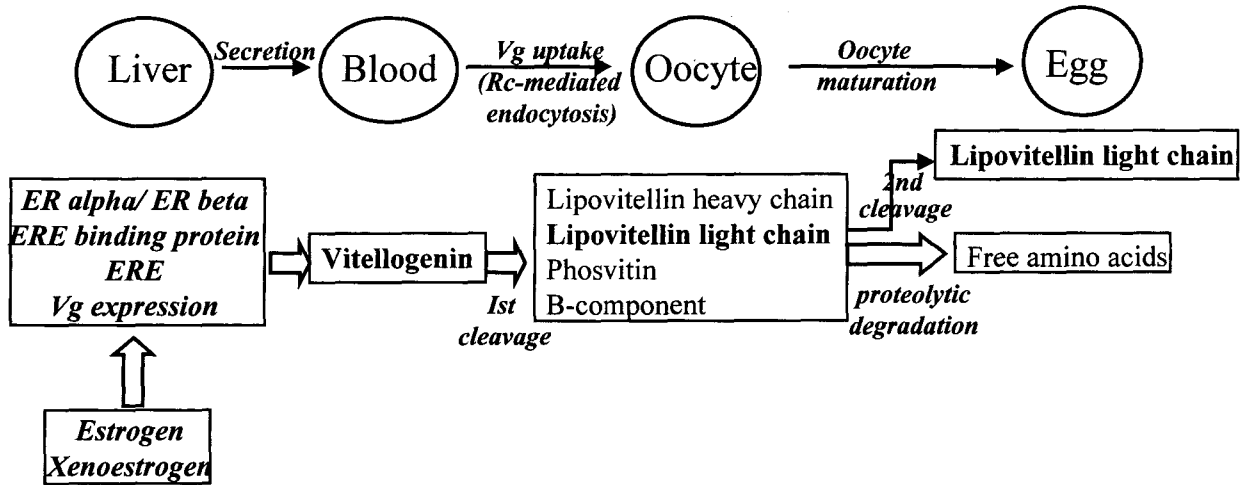 Liver
Secretion
Blood
Vg uptake
(Rc-mediated
endocytosis)
Oocyte
Oocyte
maturation
Egg
ER alpha/ ER beta
ERE binding protein
ERE
Vg expression
Vitellogenin
Ist
cleavage
Lipovitellin heavy chain
Lipovitellin light chain
Phosvitin
B-component
2nd
cleavage
Lipovitellin light chain
proteolytic
degradation
Free amino acids
Estrogen
Xenoestrogen